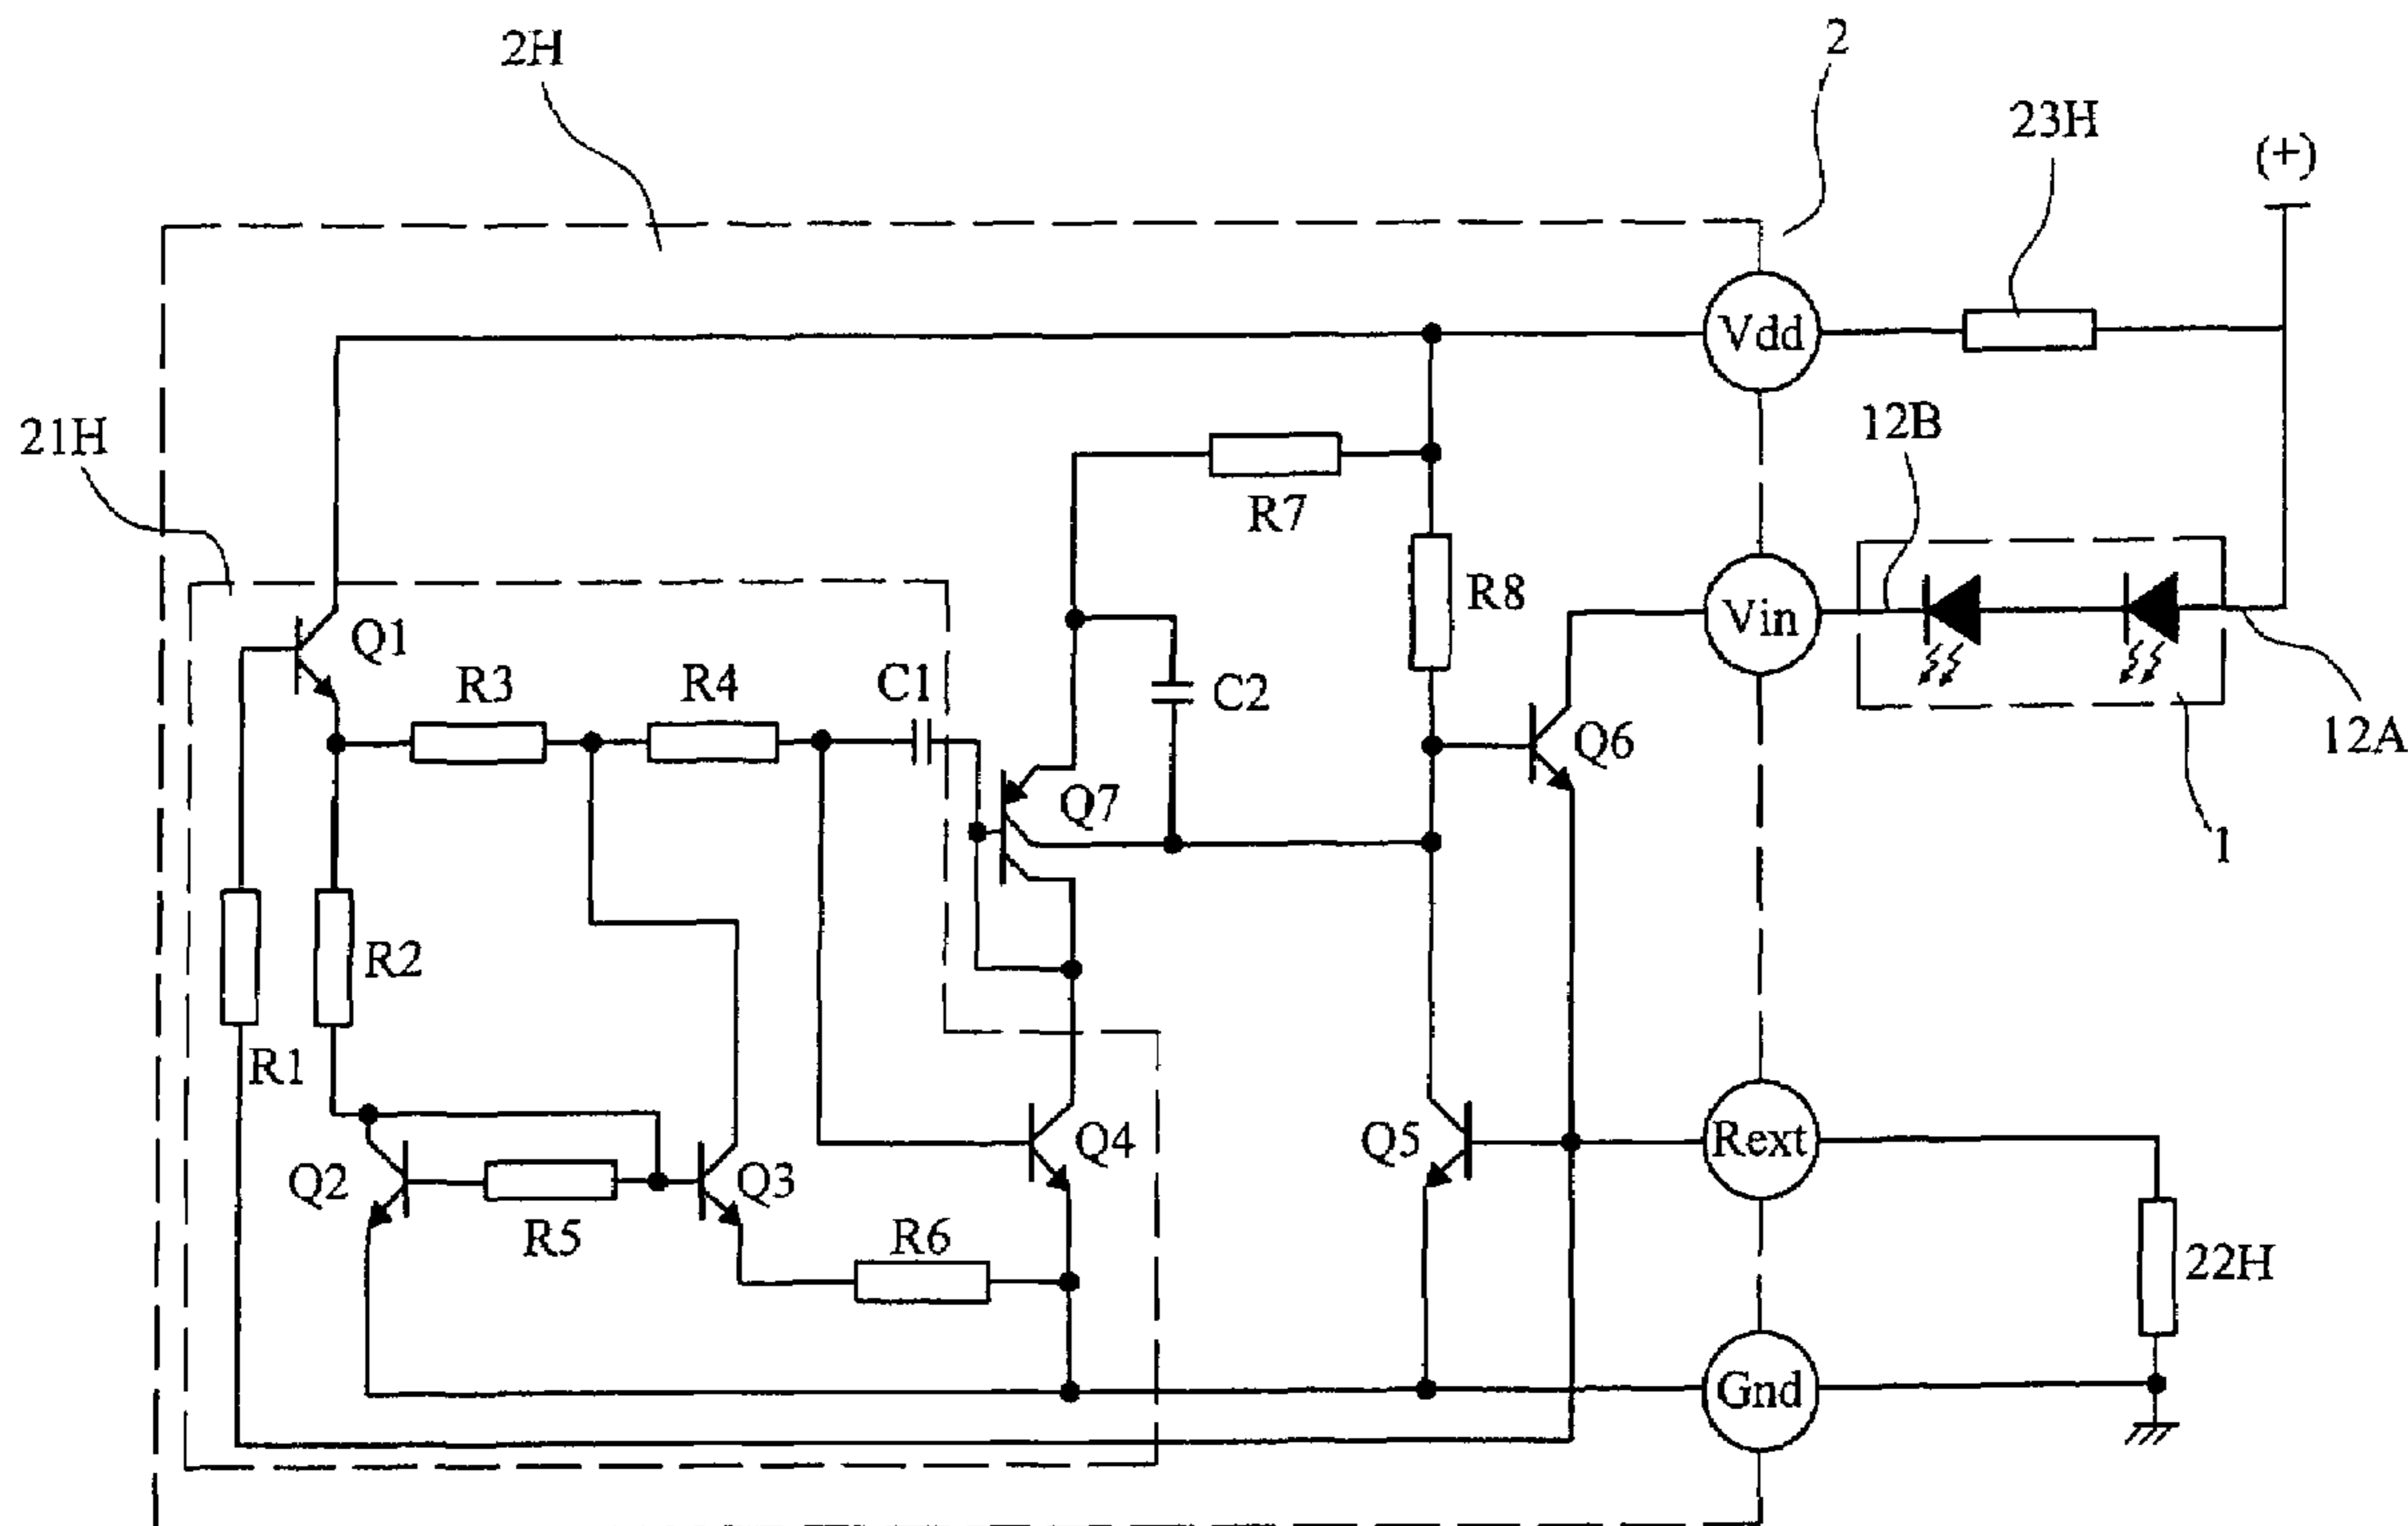 2H
2
23H
(+)
Vdd
12B
21H
R7
R8
Vin
Q1
R3
R4
C1
C2
Q6
12A
Q7
1
R2
R1
Q5
Rext
Q4
Q2
R5
Q3
R6
22H
Gnd